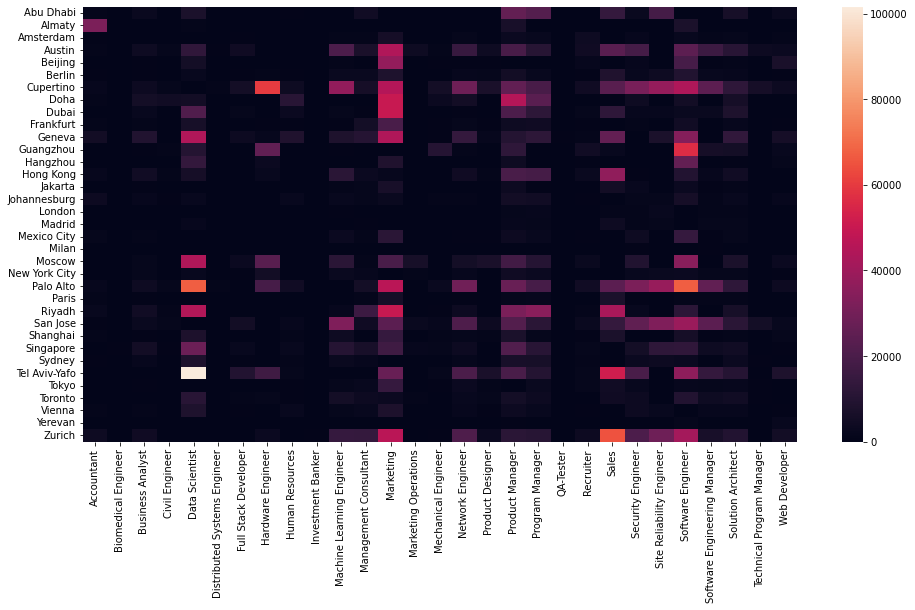 Abu Dhabi
Almaty
Amsterdam
Austin
Beijing
Berlin
Cupertino
Doha
Dubai
Frankfurt
Geneva
Guangzhou
Hangzhou
Hong Kong
Jakarta
Johannesburg
London
Madrid
Mexico City
Milan
Moscow
New York City
Palo Alto
Paris
Riyadh
San Jose
Shanghai
Singapore
Sydney
Tel Aviv-Yafo
Tokyo
Toronto
Vienna
Yerevan
Zurich
100000
80000
60000
40000
20000
0
Accountant
Biomedical Engineer
Business Analyst
Civil Engineer
Data Scientist
Distributed Systems Engineer
Full Stack Developer
Hardware Engineer
Human Resources
Investment Banker
Machine Learning Engineer
Management Consultant
Marketing
Marketing Operations
Mechanical Engineer
Network Engineer
Product Designer
Product Manager
Program Manager
QA-Tester
Recruiter
Sales
Security Engineer
Site Reliability Engineer
Software Engineer
Software Engineering Manager
Solution Architect
Technical Program Manager
Web Developer